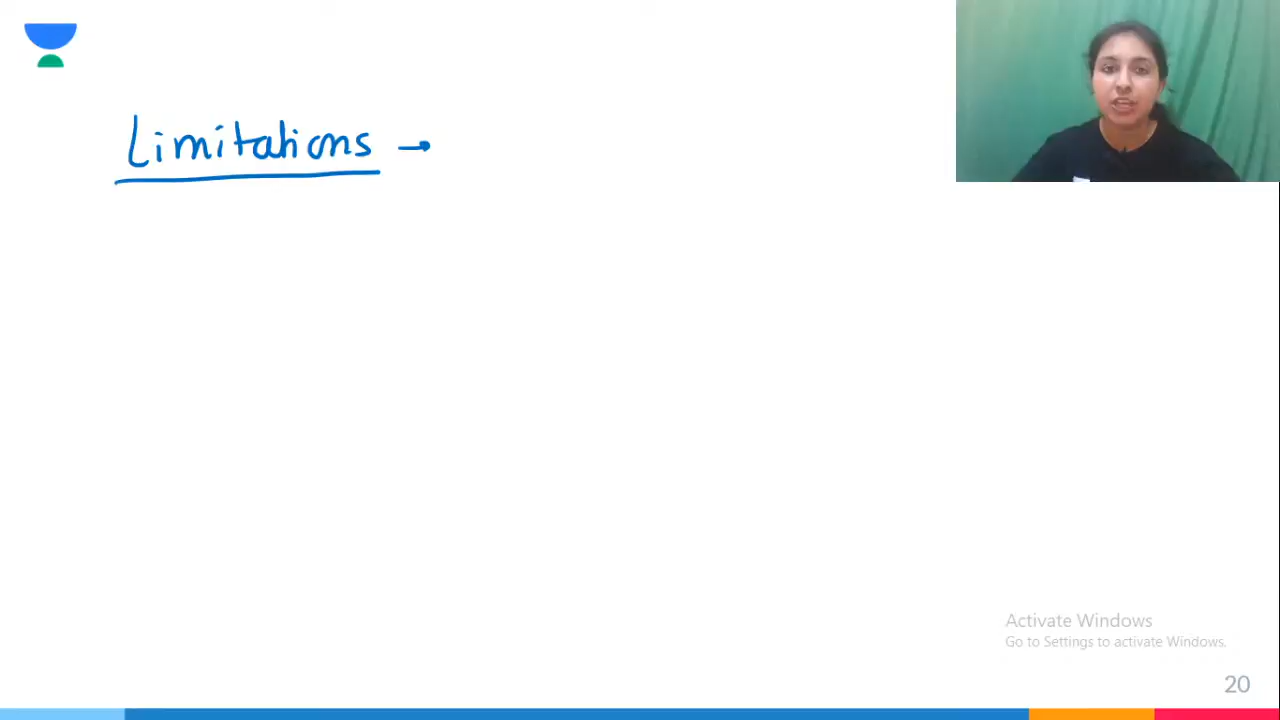 Limitations →
Activate Windows
Go to Settings to activate Windows.
20